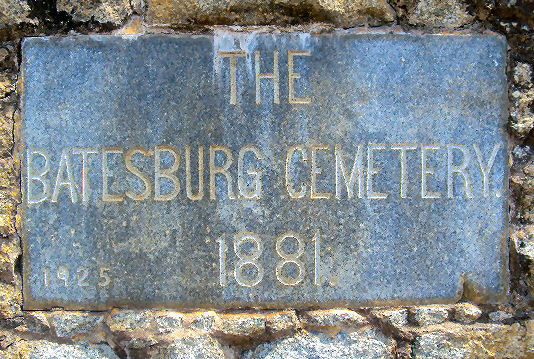 THE
BATESBURG CEMETERY.
1881.
1925